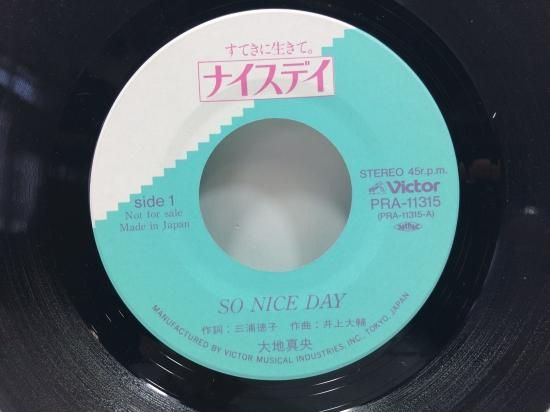 すてきに生きて。
ナイスデイ
side 1
Not for sale
Made in Japan
STEREO 45r.p.m.
Victor
PRA-11315
(PRA-11315-A)
SO NICE DAY
作詞：三浦徳子 作曲：井上大輔
大地真央
MANUFACTURED BY VICTOR MUSICAL INDUSTRIES, INC., TOKYO, JAPAN